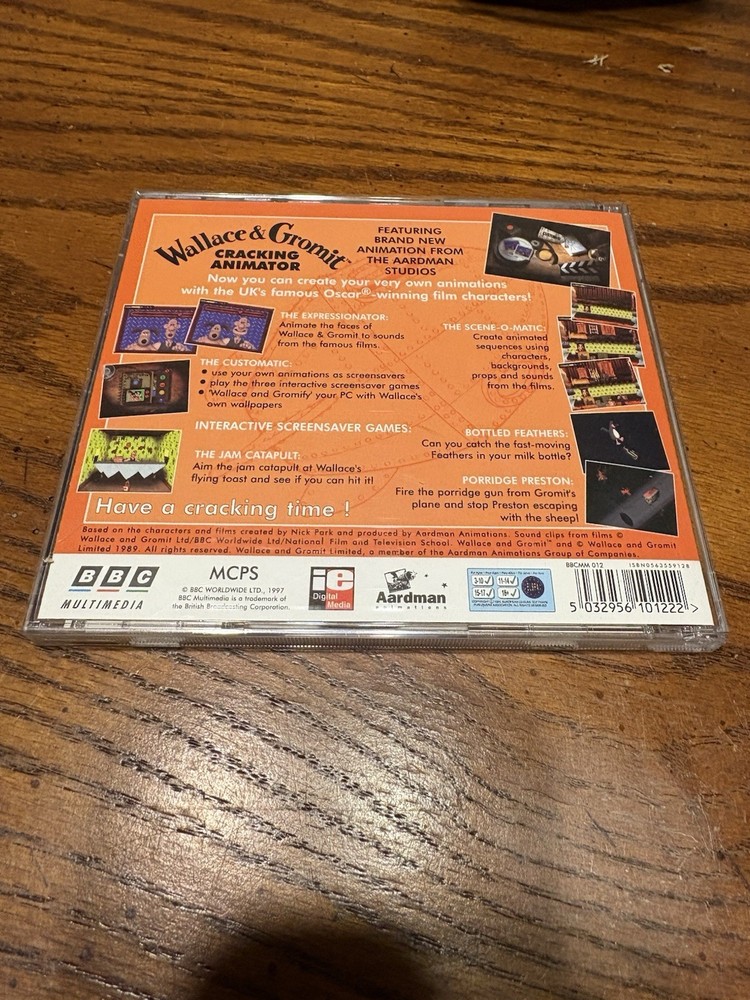 Wallace & Gromit™
CRACKING
ANIMATOR
FEATURING
BRAND NEW
ANIMATION FROM
THE AARDMAN
STUDIOS
Now you can create your very own animations
with the UK's famous Oscar®-winning film characters!
THE EXPRESSIONATOR:
Animate the faces of
Wallace & Gromit to sounds
from the famous films.
THE SCENE-O-MATIC:
Create animated
sequences using
characters,
backgrounds,
props and sounds
from the films.
THE CUSTOMATIC:
• use your own animations as screensavers
• play the three interactive screensaver games
• 'Wallace and Gromify' your PC with Wallace's
own wallpapers
INTERACTIVE SCREENSAVER GAMES:
THE JAM CATAPULT:
Aim the jam catapult at Wallace's
flying toast and see if you can hit it!
BOTTLED FEATHERS:
Can you catch the fast-moving
Feathers in your milk bottle?
PORRIDGE PRESTON:
Fire the porridge gun from Gromit's
plane and stop Preston escaping
with the sheep!
Have a cracking time !
Based on the characters and films created by Nick Park and produced by Aardman Animations. Sound clips from films ©
Wallace and Gromit Ltd/BBC Worldwide Ltd/National Film and Television School. Wallace and Gromit™ and © Wallace and Gromit
Limited 1989. All rights reserved. Wallace and Gromit Limited, a member of the Aardman Animations Group of Companies.
BBC
MULTIMEDIA
MCPS
© BBC WORLDWIDE LTD., 1997
BBC Multimedia is a trademark of
the British Broadcasting Corporation.
ie
Digital
Media
Aardman
animations
3-10 ✓ 11-14 ✓
15-17 ✓ 18+ ✓
BBCMM 012
ISBN0563559128
5 032956 101222 >